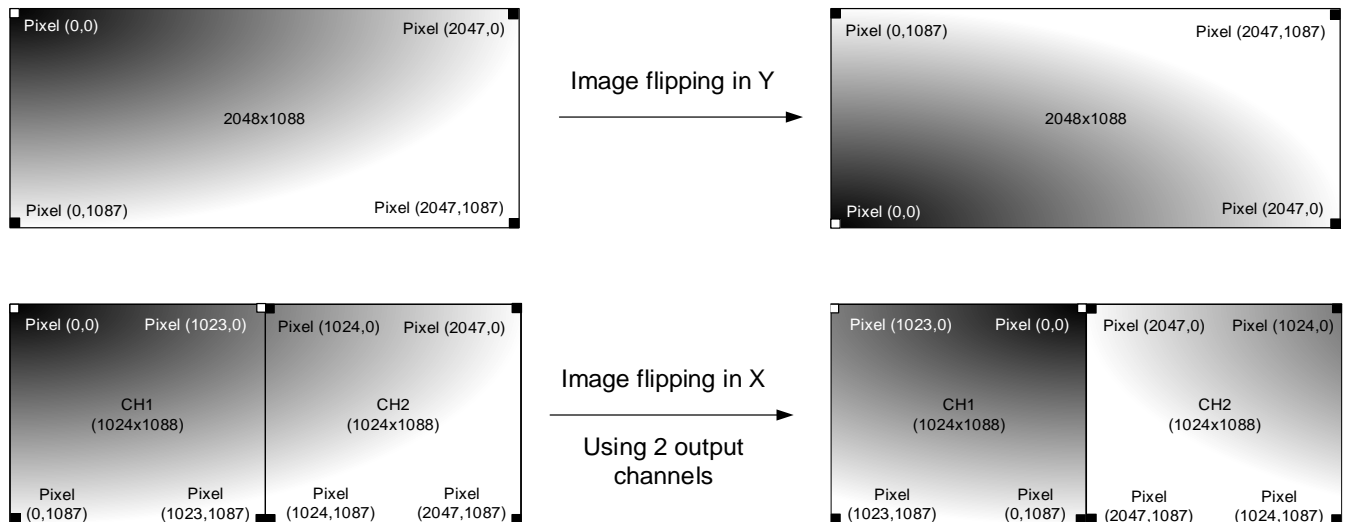 Pixel (0,0)
Pixel (2047,0)
2048x1088
Pixel (0,1087)
Pixel (2047,1087)
Image flipping in Y
Pixel (0,1087)
Pixel (2047,1087)
2048x1088
Pixel (0,0)
Pixel (2047,0)
Pixel (0,0)
Pixel (1023,0)
CH1
(1024x1088)
Pixel
(0,1087)
Pixel
(1023,1087)
Pixel (1024,0)
Pixel (2047,0)
CH2
(1024x1088)
Pixel
(1024,1087)
Pixel
(2047,1087)
Image flipping in X
Using 2 output
channels
Pixel (1023,0)
Pixel (0,0)
CH1
(1024x1088)
Pixel
(1023,1087)
Pixel
(0,1087)
Pixel (2047,0)
Pixel (1024,0)
CH2
(1024x1088)
Pixel
(2047,1087)
Pixel
(1024,1087)